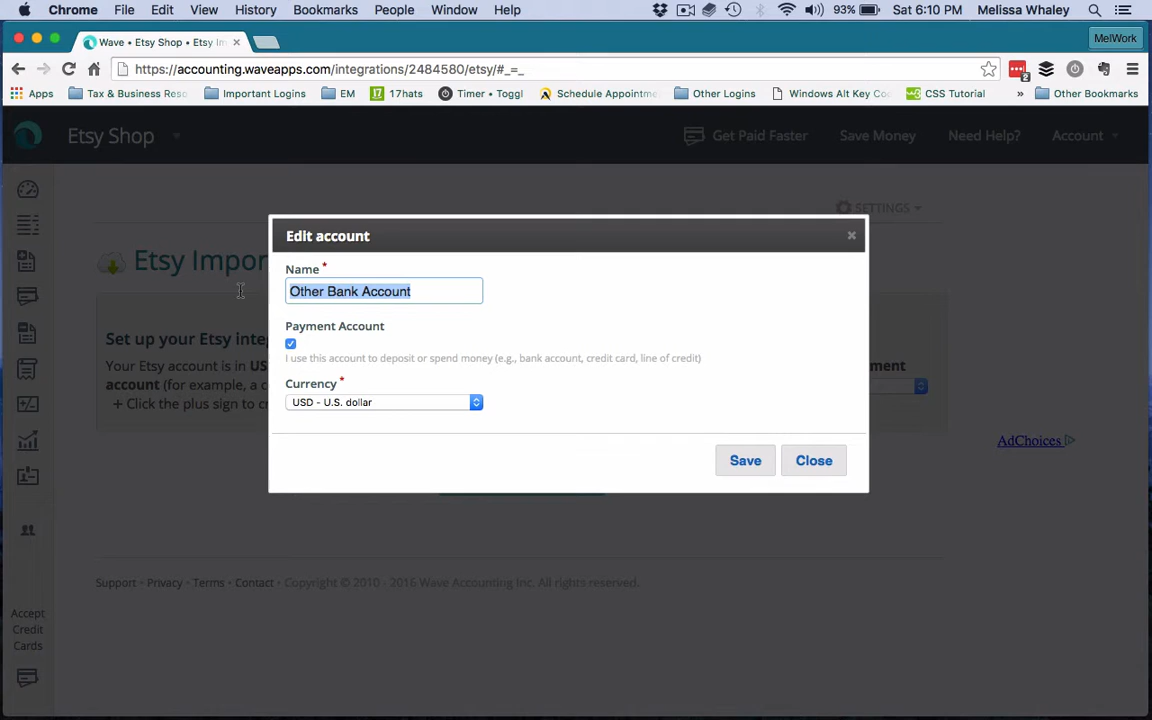 Chrome File Edit View History Bookmarks People Window Help 93% Sat 6:10 PM Melissa Whaley
Wave • Etsy Shop • Etsy Im
MelWork
https://accounting.waveapps.com/integrations/2484580/etsy/#_=_
2
Apps Tax & Business Reso Important Logins EM 17 17hats Timer • Toggl Schedule Appointme Other Logins Windows Alt Key Co CSS Tutorial » Other Bookmarks
Etsy Shop Get Paid Faster Save Money Need Help? Account
SETTINGS
Edit account
Etsy Impor
Name *
Other Bank Account
Payment Account
I use this account to deposit or spend money (e.g., bank account, credit card, line of credit)
Currency *
USD - U.S. dollar
Save Close
Set up your Etsy inte
Your Etsy account is in US
account (for example, a c
+ Click the plus sign to cr
ment
AdChoices
Support • Privacy • Terms • Contact • Copyright © 2010 - 2016 Wave Accounting Inc. All rights reserved.
Accept
Credit
Cards